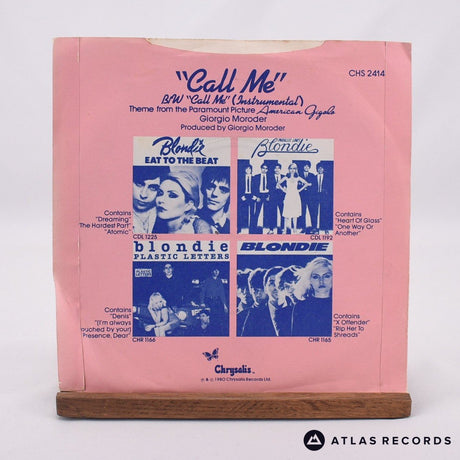 CHS 2414
"Call Me"
B/W "Call Me" (Instrumental)
Theme from the Paramount Picture American Gigolo
Giorgio Moroder
Produced by Giorgio Moroder
Blondie
EAT TO THE BEAT
CDL 1225
Contains
"Dreaming"
"The Hardest Part"
"Atomic"
PARALLEL LINES
Blondie
CDL 1192
Contains
"Heart Of Glass"
"One Way Or
Another"
blondie
PLASTIC LETTERS
CHR 1166
Contains
"Denis"
"(I'm always
touched by your)
Presence, Dear"
BLONDIE
CHR 1165
Contains
"X Offender"
"Rip Her To
Shreds"
Chrysalis
℗ & © 1980 Chrysalis Records Ltd.
ATLAS RECORDS